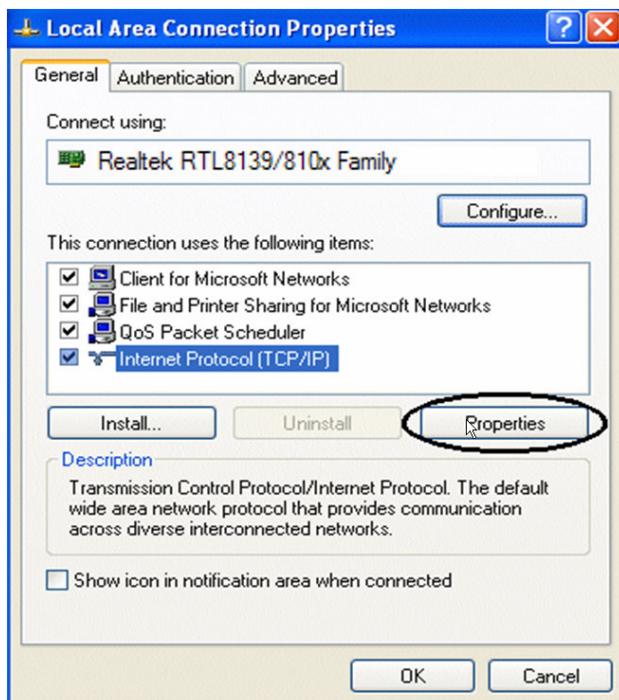 Local Area Connection Properties
General Authentication Advanced
Connect using:
Realtek RTL8139/810x Family
Configure...
This connection uses the following items:
Client for Microsoft Networks
File and Printer Sharing for Microsoft Networks
QoS Packet Scheduler
Internet Protocol (TCP/IP)
Install... Uninstall Properties
Description
Transmission Control Protocol/Internet Protocol. The default
wide area network protocol that provides communication
across diverse interconnected networks.
Show icon in notification area when connected
OK Cancel